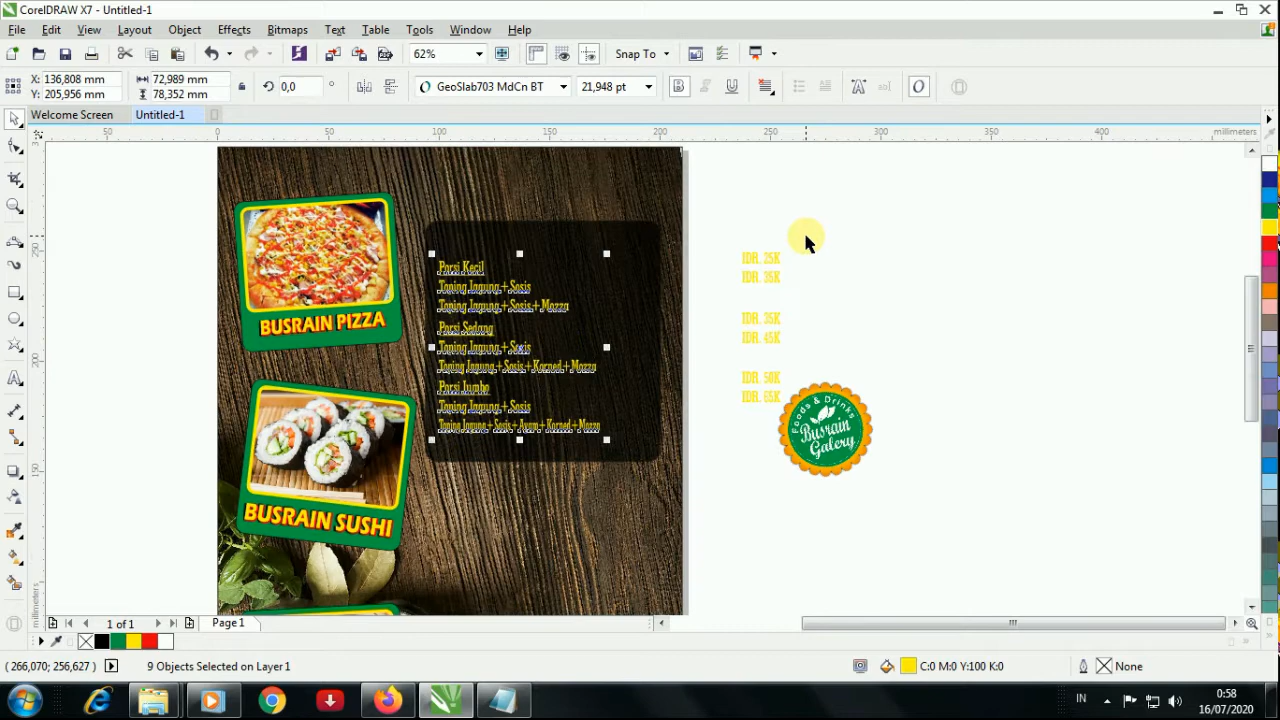 CorelDRAW X7 - Untitled-1
File Edit View Layout Object Effects Bitmaps Text Table Tools Window Help
62% Snap To
X: 136,808 mm 72,989 mm 0,0 ° GeoSlab703 MdCn BT 21,948 pt
Y: 205,956 mm 78,352 mm
Welcome Screen Untitled-1
50 0 50 100 150 200 250 300 350 400 millimeters
250
200
150
millimeters
BUSRAIN PIZZA
BUSRAIN SUSHI
Porsi Kecil
Toping Jagung+Sosis
Toping Jagung+Sosis+Mozza
Porsi Sedang
Toping Jagung+Sosis
Toping Jagung+Sosis+Korned+Mozza
Porsi Jumbo
Toping Jagung+Sosis
Toping Jagung+Sosis+Ayam+Korned+Mozza
IDR. 25K
IDR. 35K
IDR. 35K
IDR. 45K
IDR. 50K
IDR. 65K
Foods & Drinks
Busrain
Galery
1 of 1 Page 1
(266,070; 256,627) 9 Objects Selected on Layer 1 C:0 M:0 Y:100 K:0 None
IN 0:58
16/07/2020